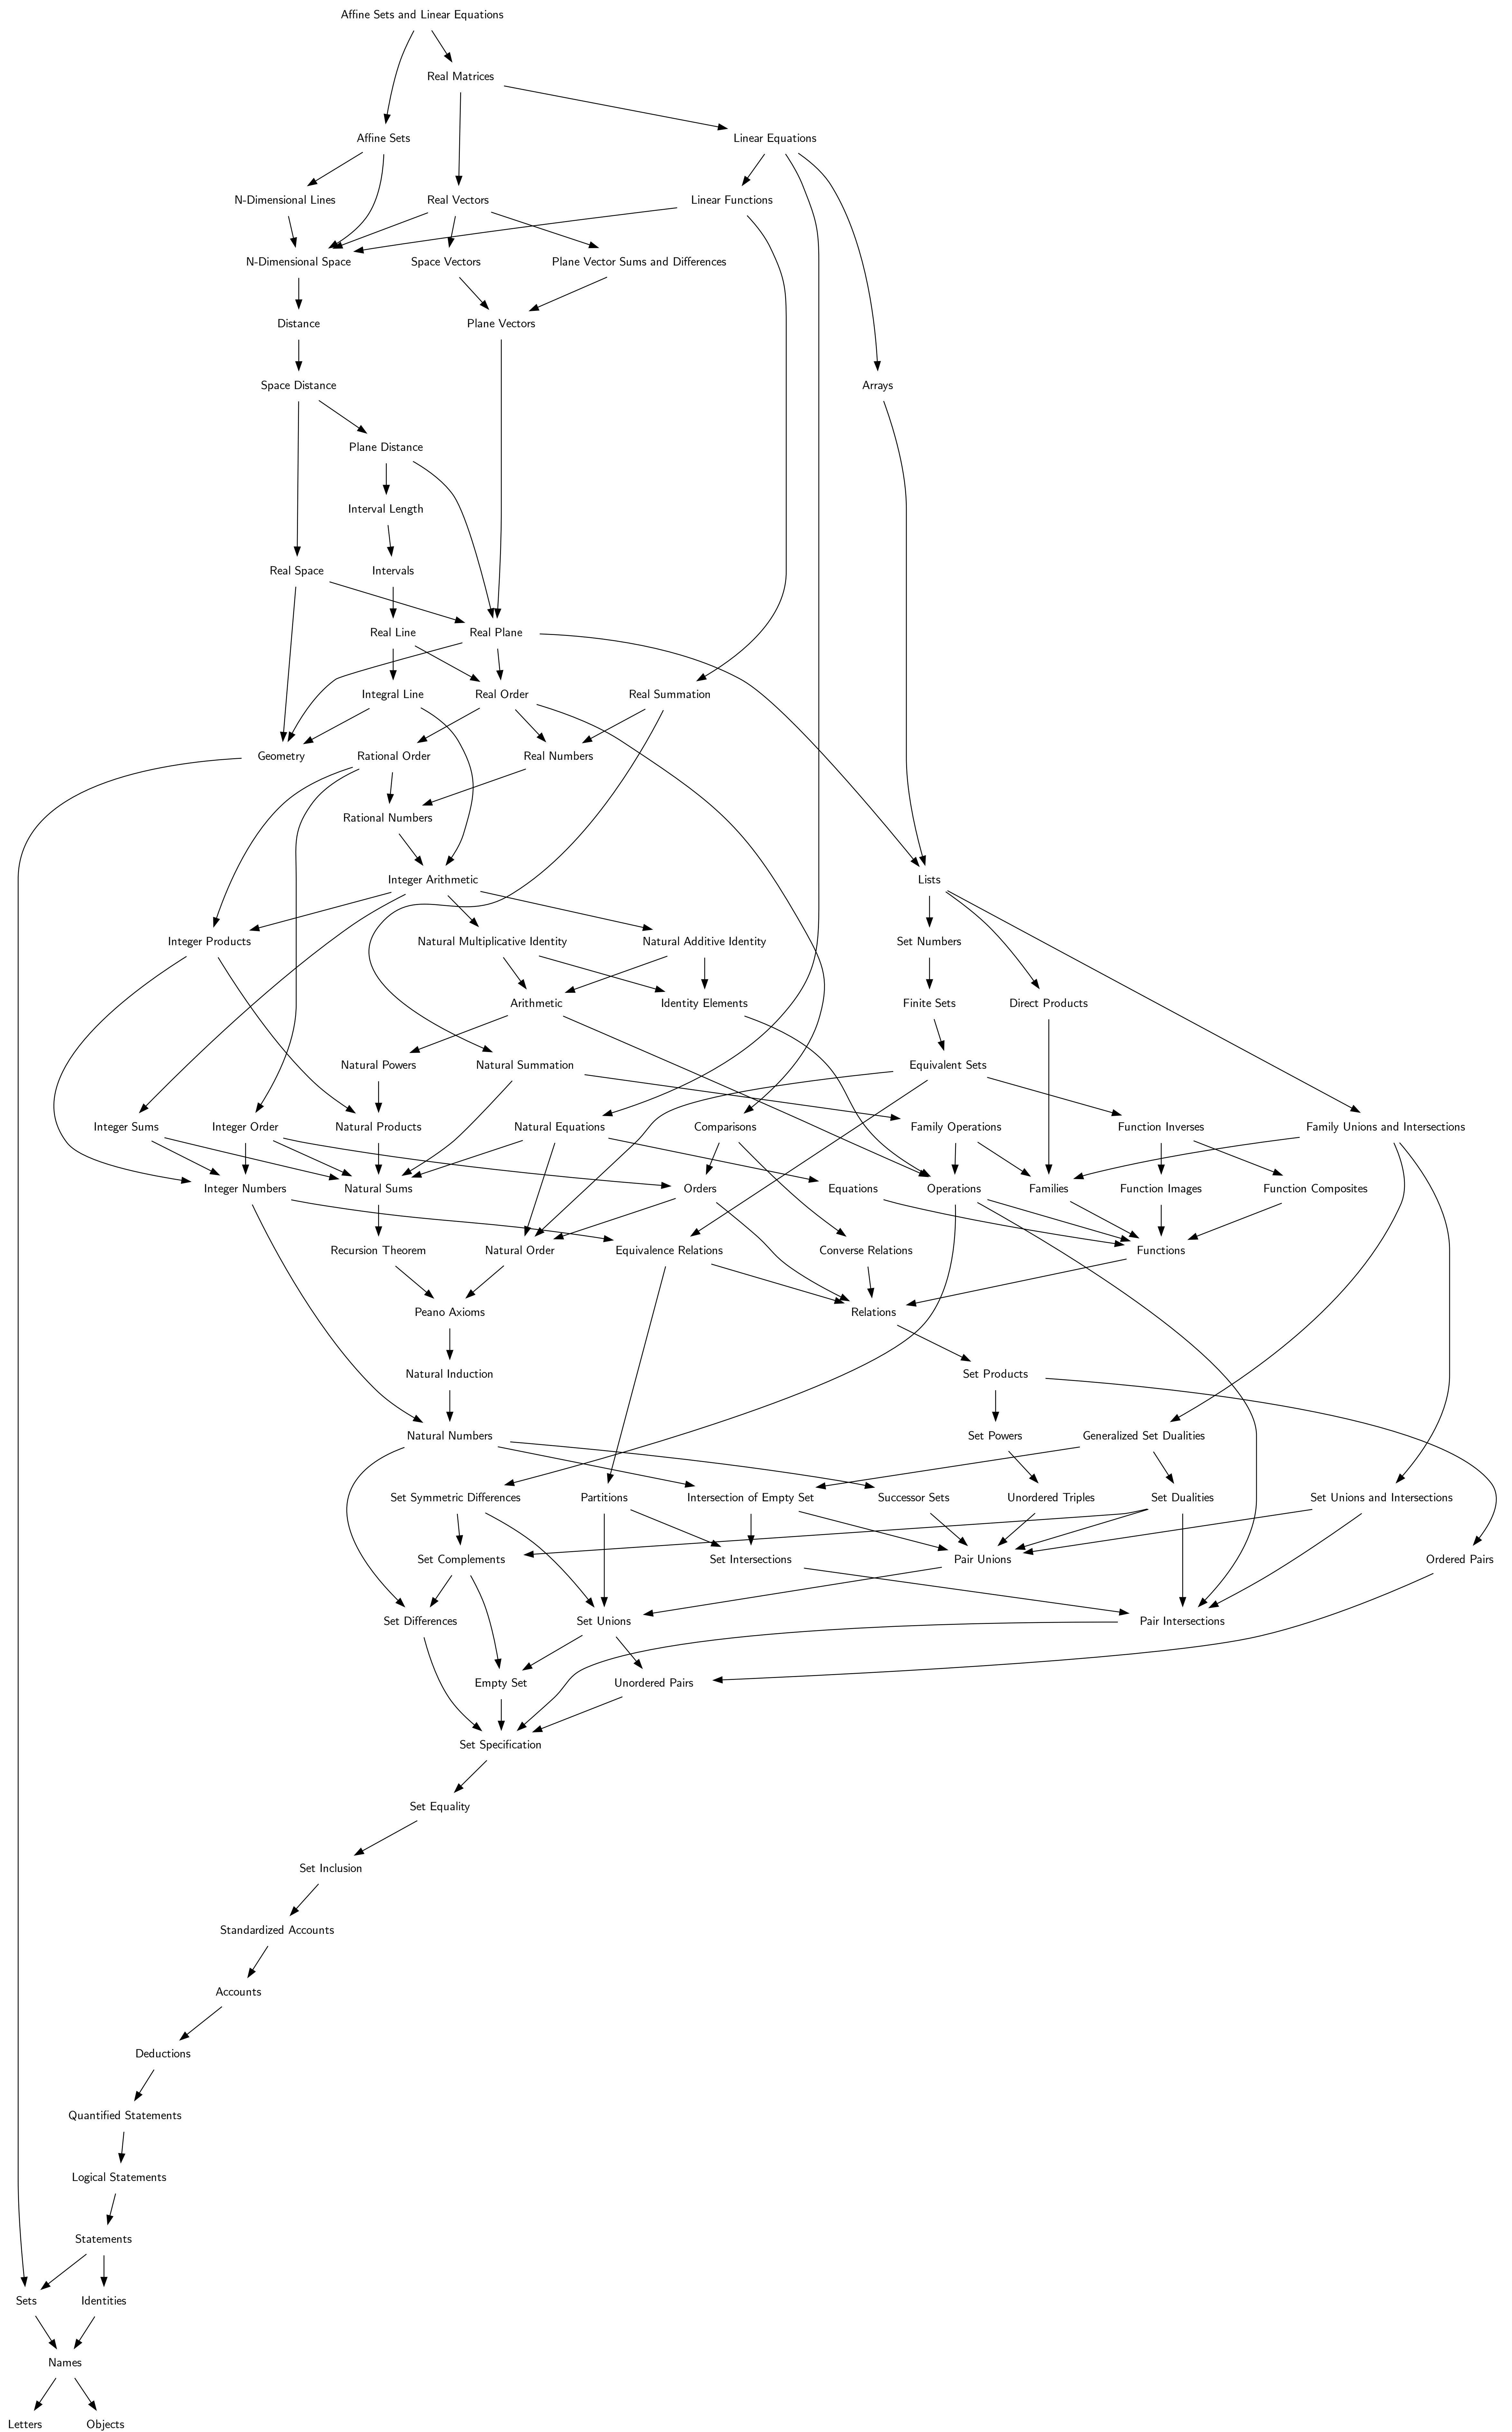 Affine Sets and Linear Equations
Real Matrices
Affine Sets
Linear Equations
N-Dimensional Lines
Real Vectors
Linear Functions
N-Dimensional Space
Space Vectors
Plane Vector Sums and Differences
Distance
Plane Vectors
Space Distance
Arrays
Plane Distance
Interval Length
Real Space
Intervals
Real Line
Real Plane
Integral Line
Real Order
Real Summation
Geometry
Rational Order
Real Numbers
Rational Numbers
Integer Arithmetic
Lists
Integer Products
Natural Multiplicative Identity
Natural Additive Identity
Set Numbers
Arithmetic
Identity Elements
Finite Sets
Direct Products
Natural Powers
Natural Summation
Equivalent Sets
Integer Sums
Integer Order
Natural Products
Natural Equations
Comparisons
Family Operations
Function Inverses
Family Unions and Intersections
Integer Numbers
Natural Sums
Orders
Equations
Operations
Families
Function Images
Function Composites
Recursion Theorem
Natural Order
Equivalence Relations
Converse Relations
Functions
Peano Axioms
Relations
Natural Induction
Set Products
Natural Numbers
Set Powers
Generalized Set Dualities
Set Symmetric Differences
Partitions
Intersection of Empty Set
Successor Sets
Unordered Triples
Set Dualities
Set Unions and Intersections
Set Complements
Set Intersections
Pair Unions
Ordered Pairs
Set Differences
Set Unions
Pair Intersections
Empty Set
Unordered Pairs
Set Specification
Set Equality
Set Inclusion
Standardized Accounts
Accounts
Deductions
Quantified Statements
Logical Statements
Statements
Sets
Identities
Names
Letters
Objects